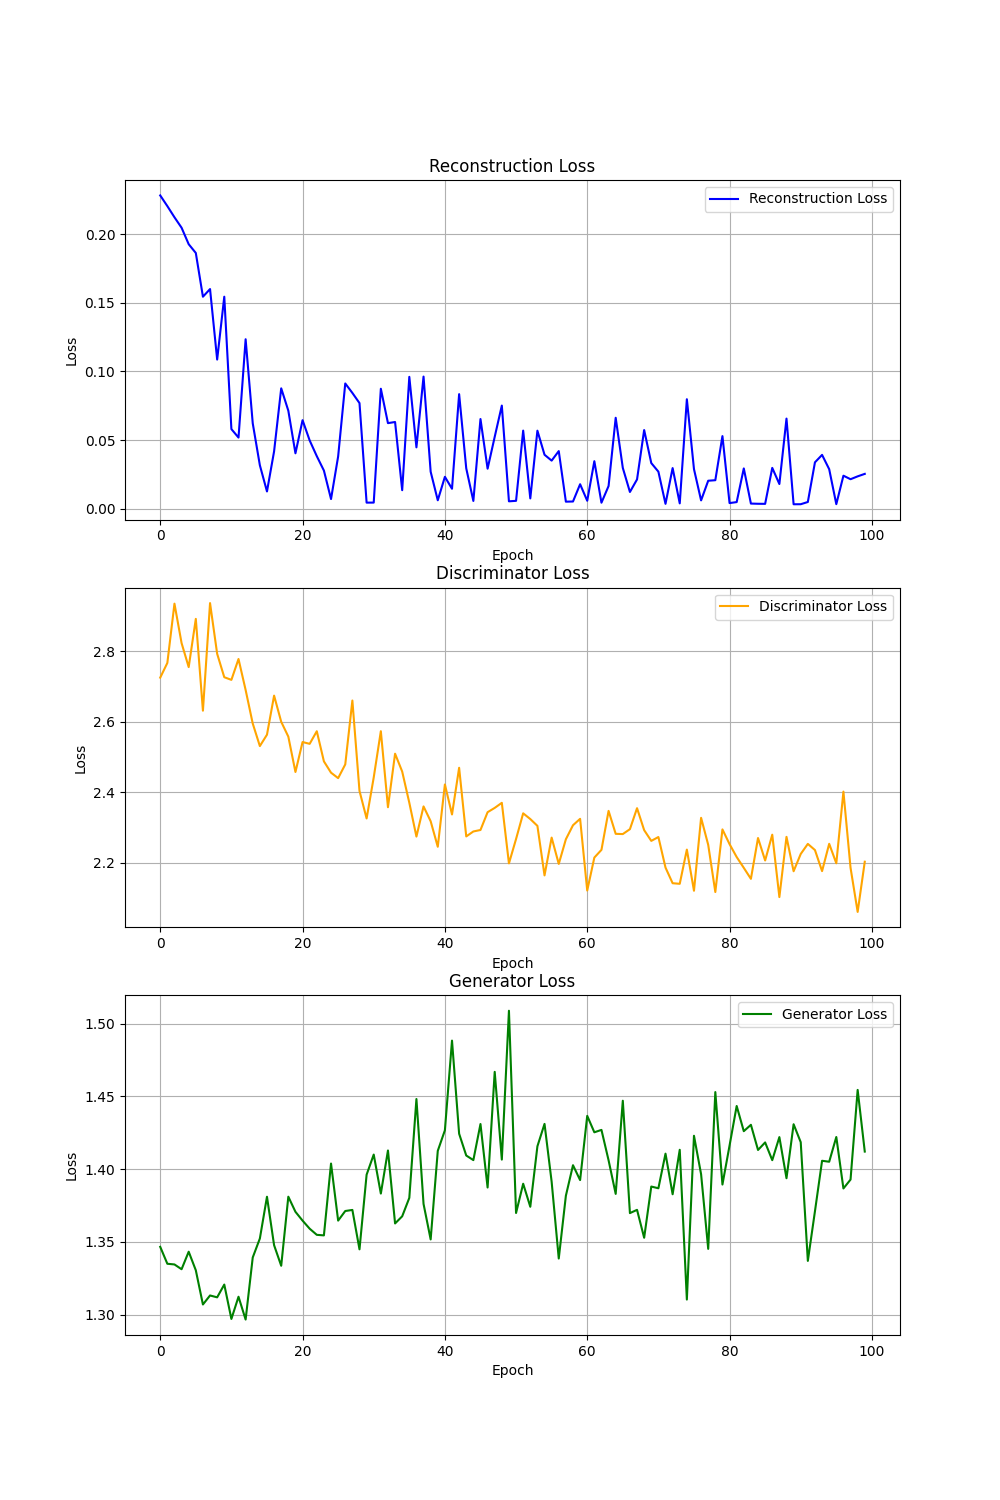 Reconstruction Loss
Reconstruction Loss
0.20
0.15
0.10
0.05
0.00
Loss
0 20 40 60 80 100
Epoch
Discriminator Loss
Discriminator Loss
2.8
2.6
2.4
2.2
Loss
0 20 40 60 80 100
Epoch
Generator Loss
Generator Loss
1.50
1.45
1.40
1.35
1.30
Loss
0 20 40 60 80 100
Epoch